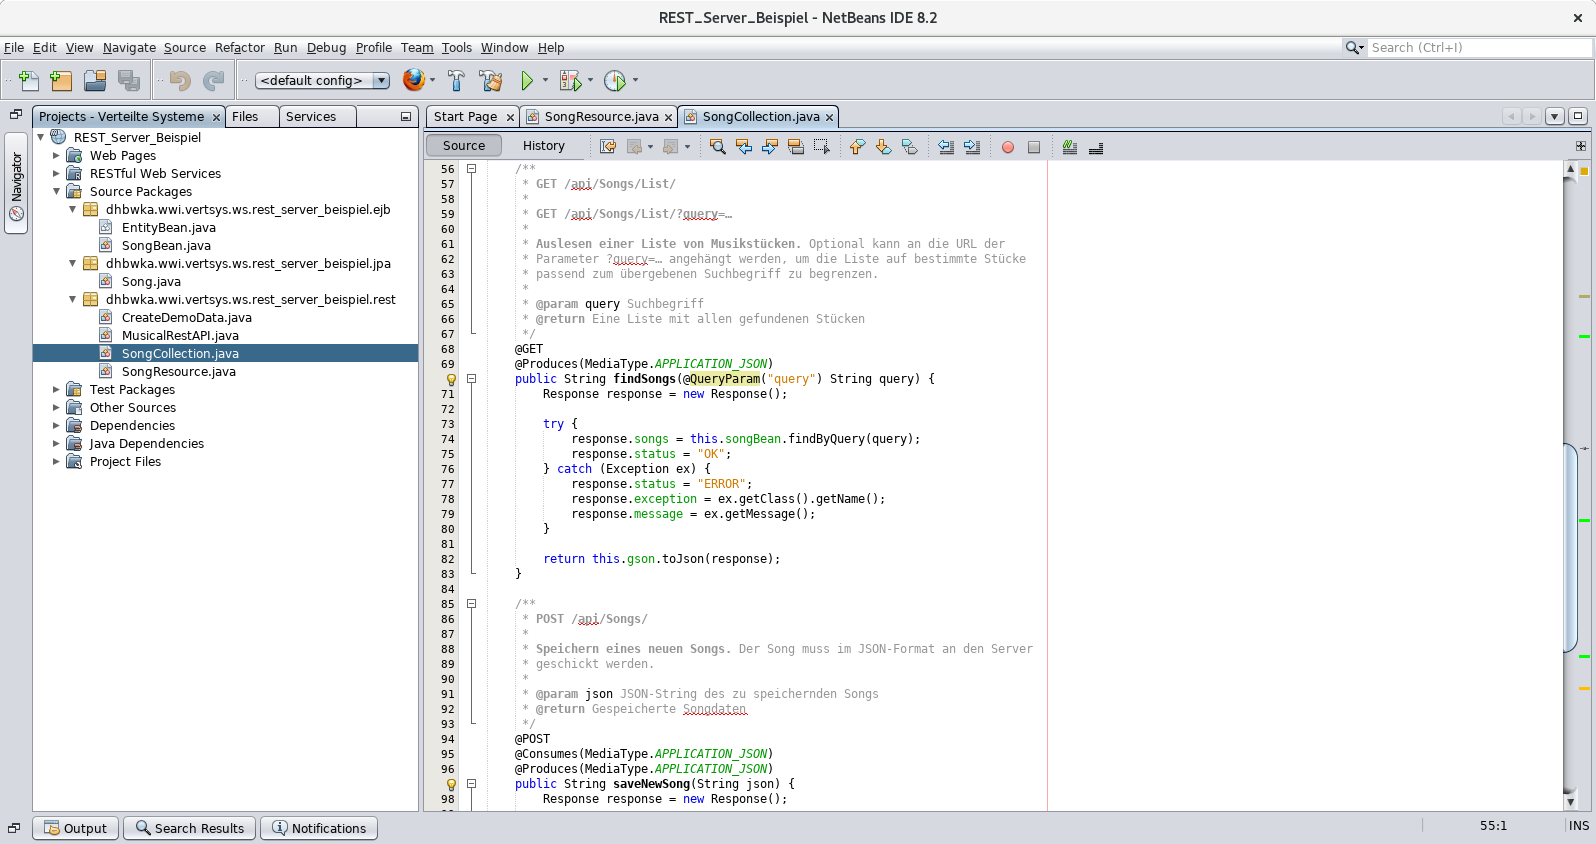 REST_Server_Beispiel - NetBeans IDE 8.2
File Edit View Navigate Source Refactor Run Debug Profile Team Tools Window Help
Search (Ctrl+I)
<default config>
Projects - Verteilte Systeme
Files
Services
Navigator
REST_Server_Beispiel
Web Pages
RESTful Web Services
Source Packages
dhbwka.wwi.vertsys.ws.rest_server_beispiel.ejb
EntityBean.java
SongBean.java
dhbwka.wwi.vertsys.ws.rest_server_beispiel.jpa
Song.java
dhbwka.wwi.vertsys.ws.rest_server_beispiel.rest
CreateDemoData.java
MusicalRestAPI.java
SongCollection.java
SongResource.java
Test Packages
Other Sources
Dependencies
Java Dependencies
Project Files
Start Page
SongResource.java
SongCollection.java
Source
History
56 /**
57 * GET /api/Songs/List/
58 *
59 * GET /api/Songs/List/?query=…
60 *
61 * Auslesen einer Liste von Musikstücken. Optional kann an die URL der
62 * Parameter ?query=… angehängt werden, um die Liste auf bestimmte Stücke
63 * passend zum übergebenen Suchbegriff zu begrenzen.
64 *
65 * @param query Suchbegriff
66 * @return Eine Liste mit allen gefundenen Stücken
67 */
68 @GET
69 @Produces(MediaType.APPLICATION_JSON)
public String findSongs(@QueryParam("query") String query) {
71 Response response = new Response();
72
73 try {
74 response.songs = this.songBean.findByQuery(query);
75 response.status = "OK";
76 } catch (Exception ex) {
77 response.status = "ERROR";
78 response.exception = ex.getClass().getName();
79 response.message = ex.getMessage();
80 }
81
82 return this.gson.toJson(response);
83 }
84
85 /**
86 * POST /api/Songs/
87 *
88 * Speichern eines neuen Songs. Der Song muss im JSON-Format an den Server
89 * geschickt werden.
90 *
91 * @param json JSON-String des zu speichernden Songs
92 * @return Gespeicherte Songdaten
93 */
94 @POST
95 @Consumes(MediaType.APPLICATION_JSON)
96 @Produces(MediaType.APPLICATION_JSON)
public String saveNewSong(String json) {
98 Response response = new Response();
Output
Search Results
Notifications
55:1
INS